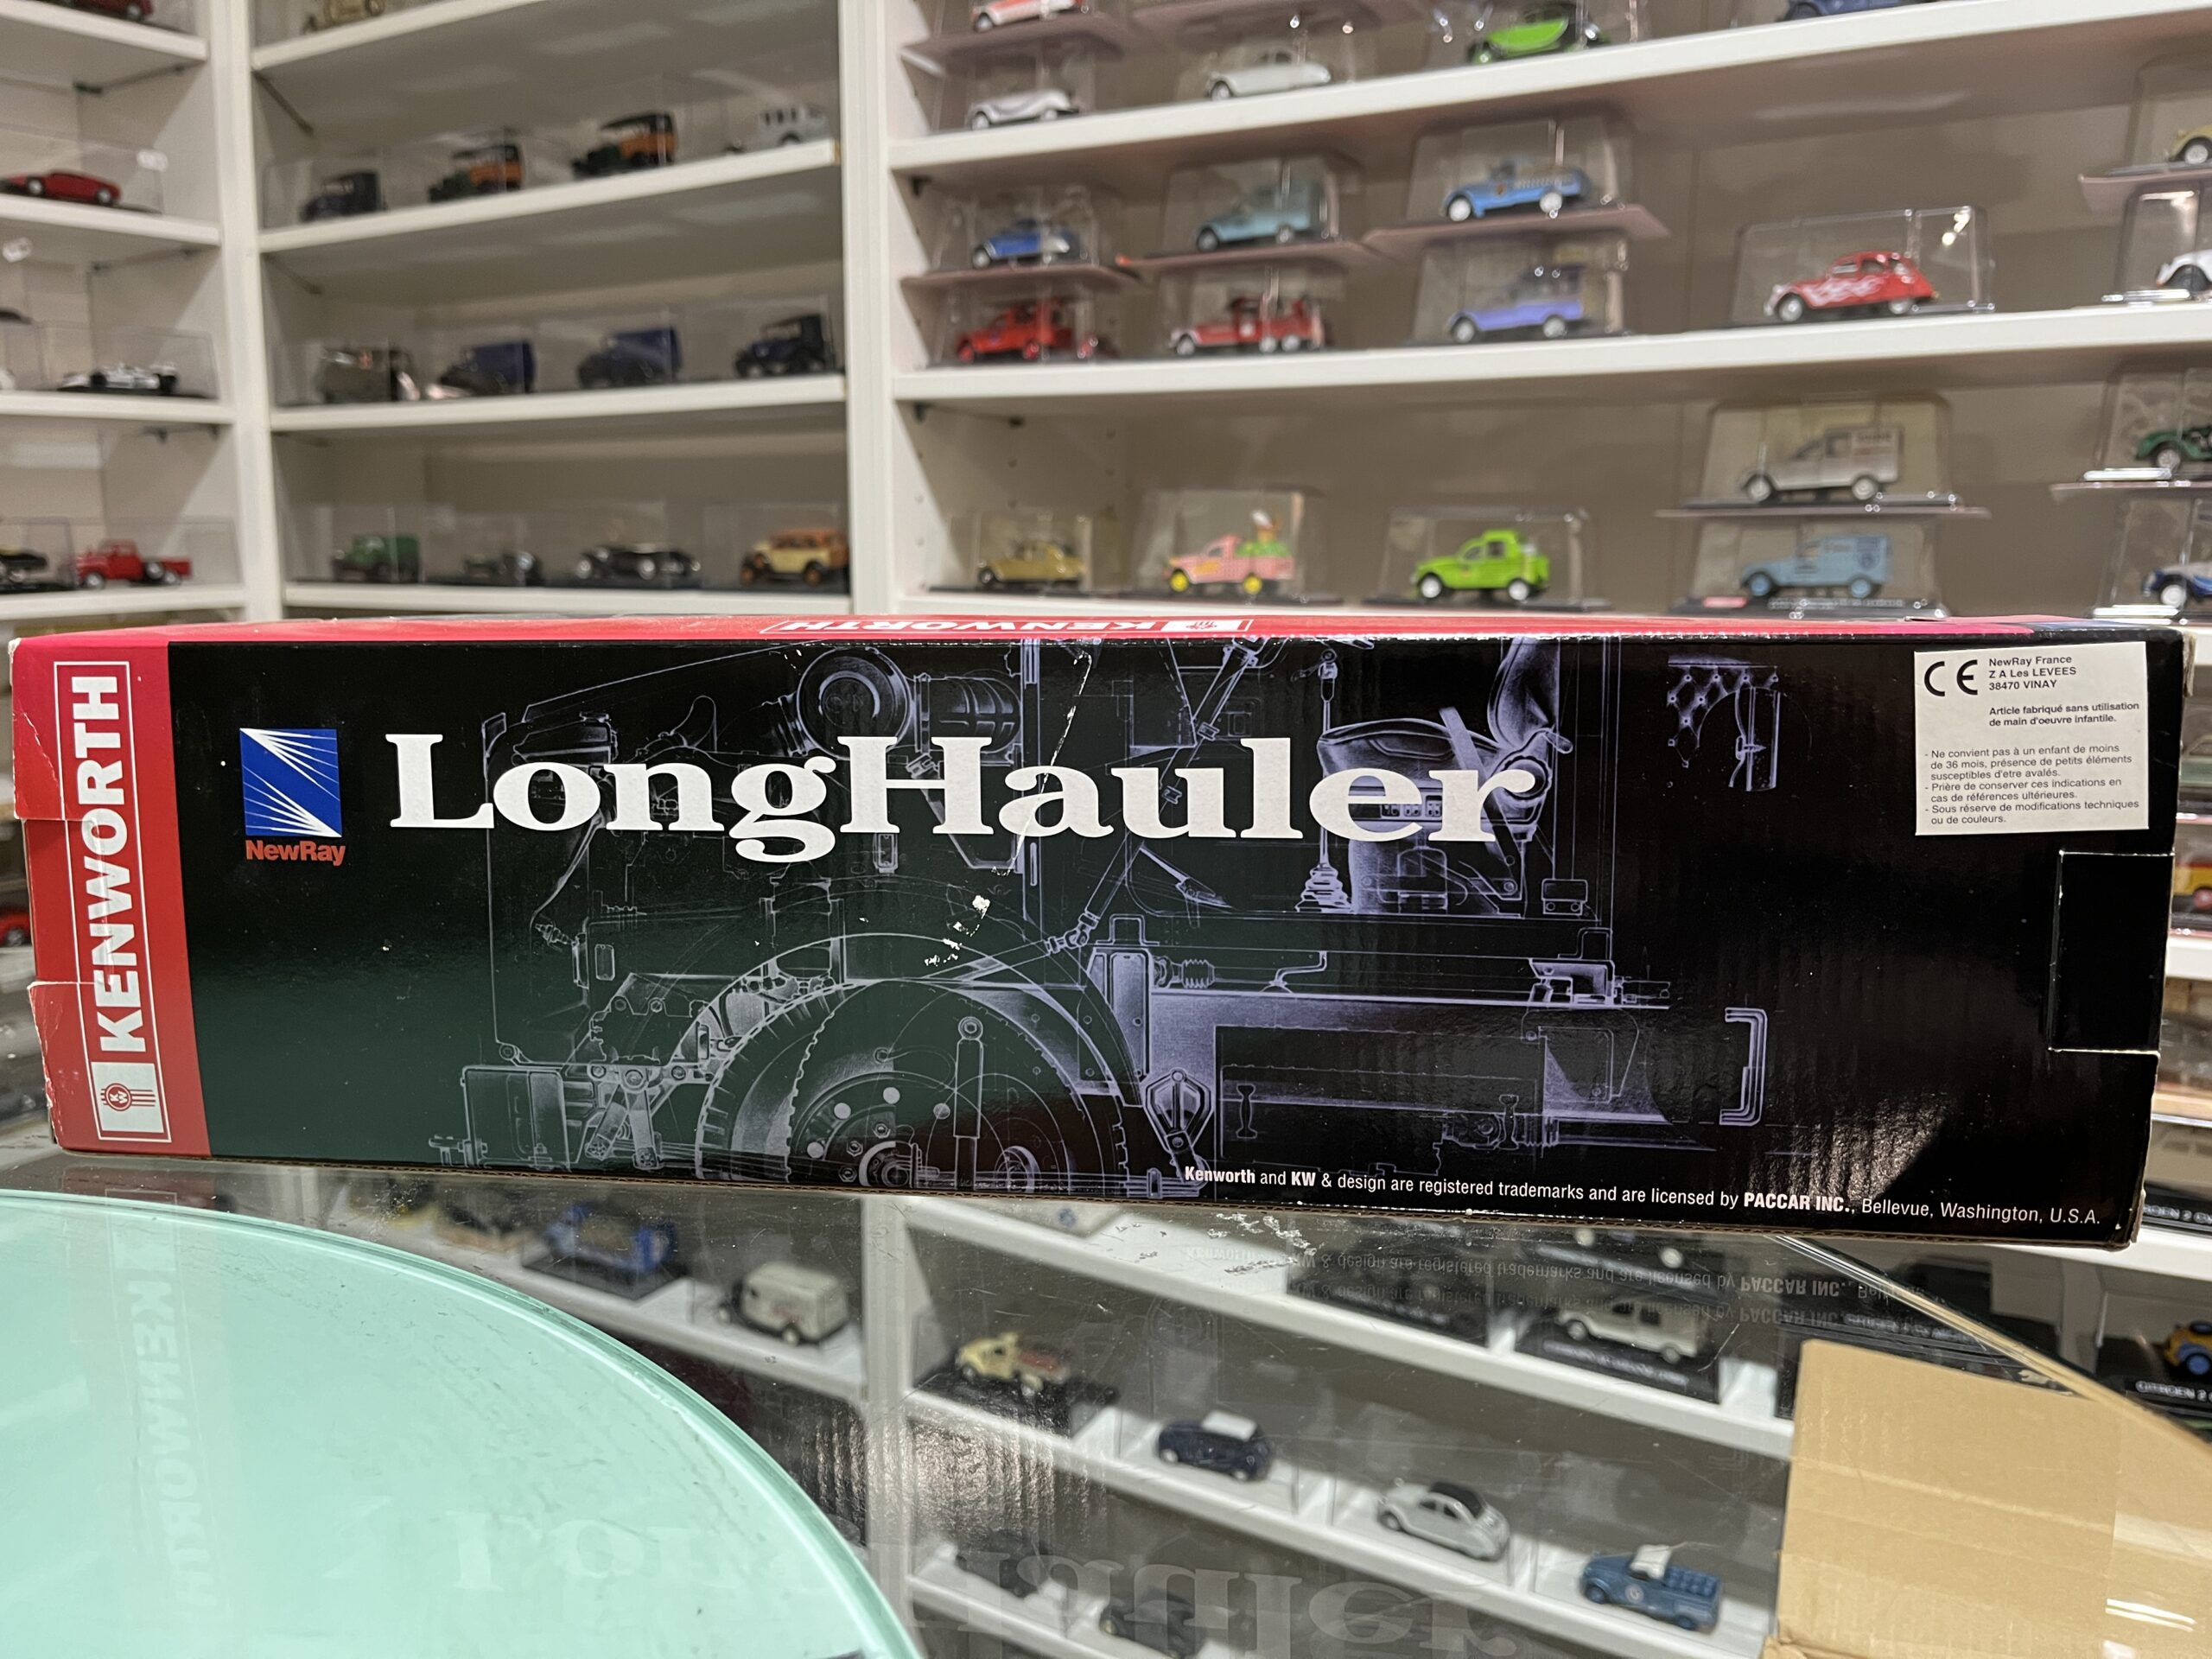 KENWORTH
KENWORTH
KW
NewRay
LongHauler
CE
NewRay France
Z A Les LEVEES
38470 VINAY
Article fabriqué sans utilisation
de main d'oeuvre infantile.
- Ne convient pas à un enfant de moins
de 36 mois, présence de petits éléments
susceptibles d'etre avalés.
- Prière de conserver ces indications en
cas de références ultérieures.
- Sous réserve de modifications techniques
ou de couleurs.
Kenworth and KW & design are registered trademarks and are licensed by PACCAR INC., Bellevue, Washington, U.S.A.